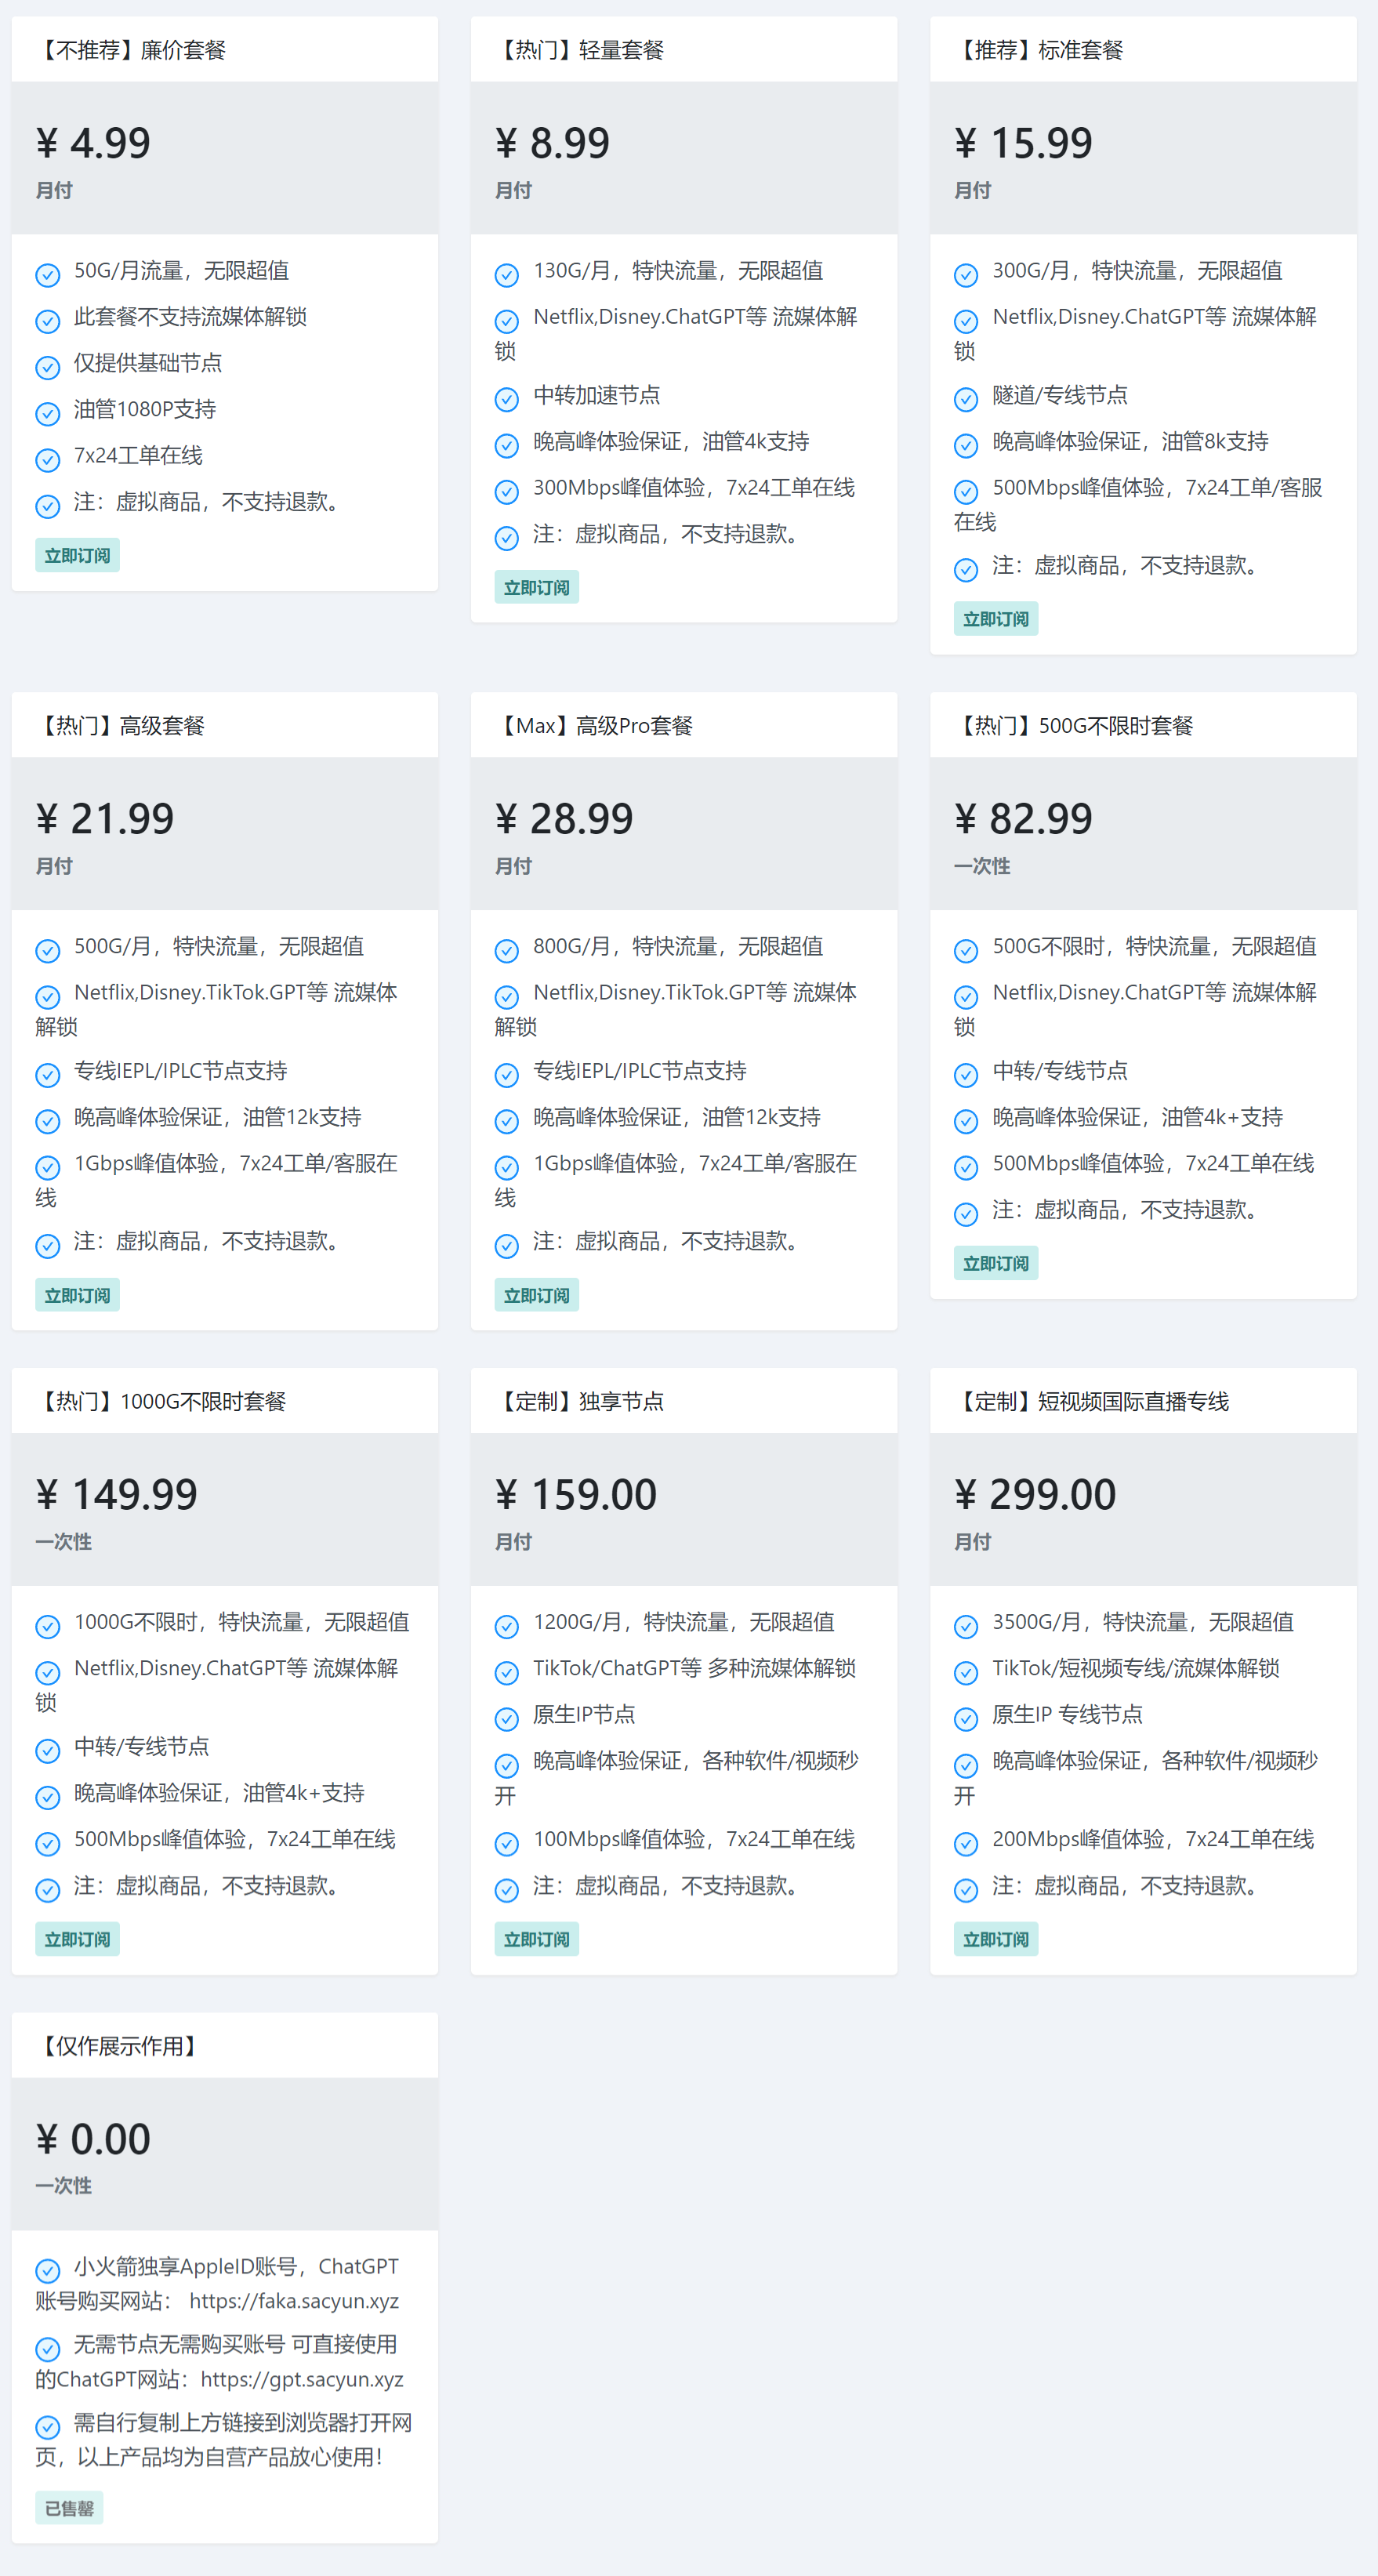 【不推荐】廉价套餐
¥ 4.99
月付
50G/月流量，无限超值
此套餐不支持流媒体解锁
仅提供基础节点
油管1080P支持
7x24工单在线
注：虚拟商品，不支持退款。
立即订阅
【热门】轻量套餐
¥ 8.99
月付
130G/月，特快流量，无限超值
Netflix,Disney.ChatGPT等 流媒体解
锁
中转加速节点
晚高峰体验保证，油管4k支持
300Mbps峰值体验，7x24工单在线
注：虚拟商品，不支持退款。
立即订阅
【推荐】标准套餐
¥ 15.99
月付
300G/月，特快流量，无限超值
Netflix,Disney.ChatGPT等 流媒体解
锁
隧道/专线节点
晚高峰体验保证，油管8k支持
500Mbps峰值体验，7x24工单/客服
在线
注：虚拟商品，不支持退款。
立即订阅
【热门】高级套餐
¥ 21.99
月付
500G/月，特快流量，无限超值
Netflix,Disney.TikTok.GPT等 流媒体
解锁
专线IEPL/IPLC节点支持
晚高峰体验保证，油管12k支持
1Gbps峰值体验，7x24工单/客服在
线
注：虚拟商品，不支持退款。
立即订阅
【Max】高级Pro套餐
¥ 28.99
月付
800G/月，特快流量，无限超值
Netflix,Disney.TikTok.GPT等 流媒体
解锁
专线IEPL/IPLC节点支持
晚高峰体验保证，油管12k支持
1Gbps峰值体验，7x24工单/客服在
线
注：虚拟商品，不支持退款。
立即订阅
【热门】500G不限时套餐
¥ 82.99
一次性
500G不限时，特快流量，无限超值
Netflix,Disney.ChatGPT等 流媒体解
锁
中转/专线节点
晚高峰体验保证，油管4k+支持
500Mbps峰值体验，7x24工单在线
注：虚拟商品，不支持退款。
立即订阅
【热门】1000G不限时套餐
¥ 149.99
一次性
1000G不限时，特快流量，无限超值
Netflix,Disney.ChatGPT等 流媒体解
锁
中转/专线节点
晚高峰体验保证，油管4k+支持
500Mbps峰值体验，7x24工单在线
注：虚拟商品，不支持退款。
立即订阅
【定制】独享节点
¥ 159.00
月付
1200G/月，特快流量，无限超值
TikTok/ChatGPT等 多种流媒体解锁
原生IP节点
晚高峰体验保证，各种软件/视频秒
开
100Mbps峰值体验，7x24工单在线
注：虚拟商品，不支持退款。
立即订阅
【定制】短视频国际直播专线
¥ 299.00
月付
3500G/月，特快流量，无限超值
TikTok/短视频专线/流媒体解锁
原生IP 专线节点
晚高峰体验保证，各种软件/视频秒
开
200Mbps峰值体验，7x24工单在线
注：虚拟商品，不支持退款。
立即订阅
【仅作展示作用】
¥ 0.00
一次性
小火箭独享AppleID账号，ChatGPT
账号购买网站： https://faka.sacyun.xyz
无需节点无需购买账号 可直接使用
的ChatGPT网站：https://gpt.sacyun.xyz
需自行复制上方链接到浏览器打开网
页，以上产品均为自营产品放心使用！
已售罄